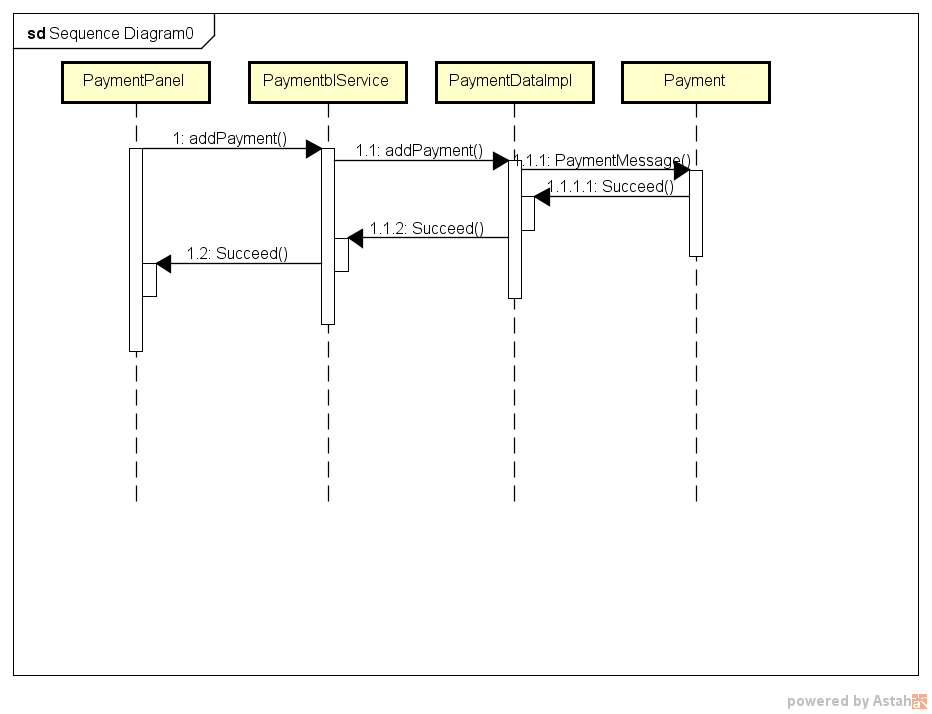 sd Sequence Diagram0
PaymentPanel
PaymentblService
PaymentDataImpl
Payment
1: addPayment()
1.1: addPayment()
1.1.1: PaymentMessage()
1.1.1.1: Succeed()
1.1.2: Succeed()
1.2: Succeed()
powered by Astah